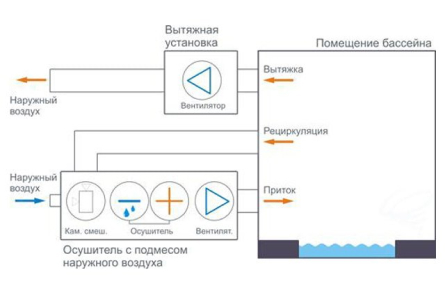 Вытяжная
установка
Помещение бассейна
Вытяжка
Вентилятор
Наружный
воздух
Рециркуляция
Наружный
воздух
Приток
Кам. смеш.
Осушитель
Вентилят.
Осушитель с подмесом
наружного воздуха